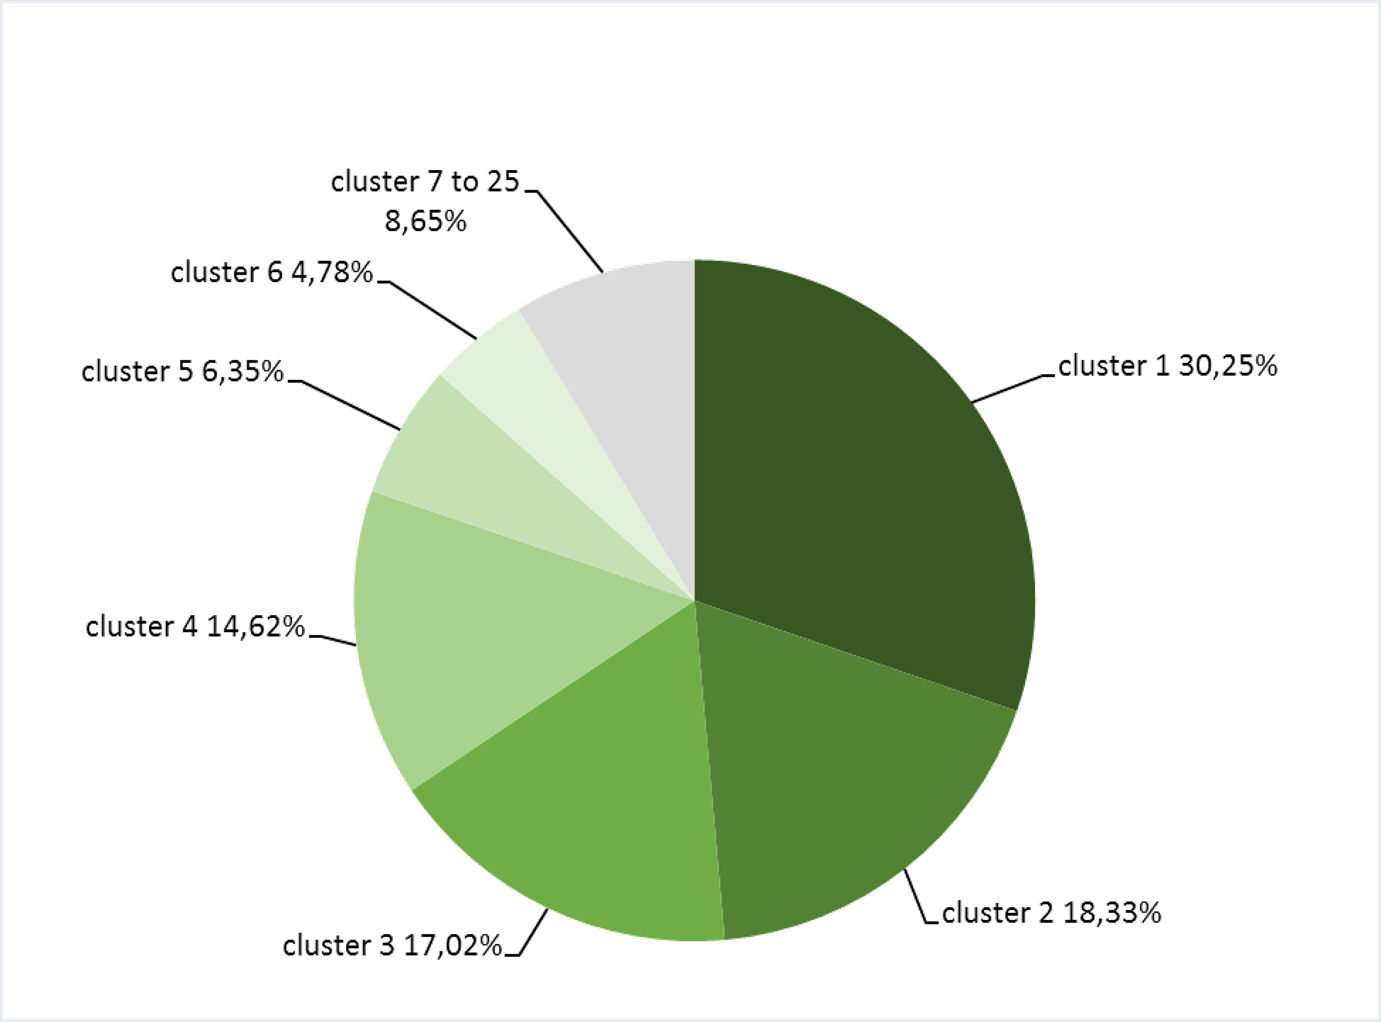 cluster 7 to 25
8,65%
cluster 6 4,78%
cluster 5 6,35%
cluster 1 30,25%
cluster 4 14,62%
cluster 2 18,33%
cluster 3 17,02%